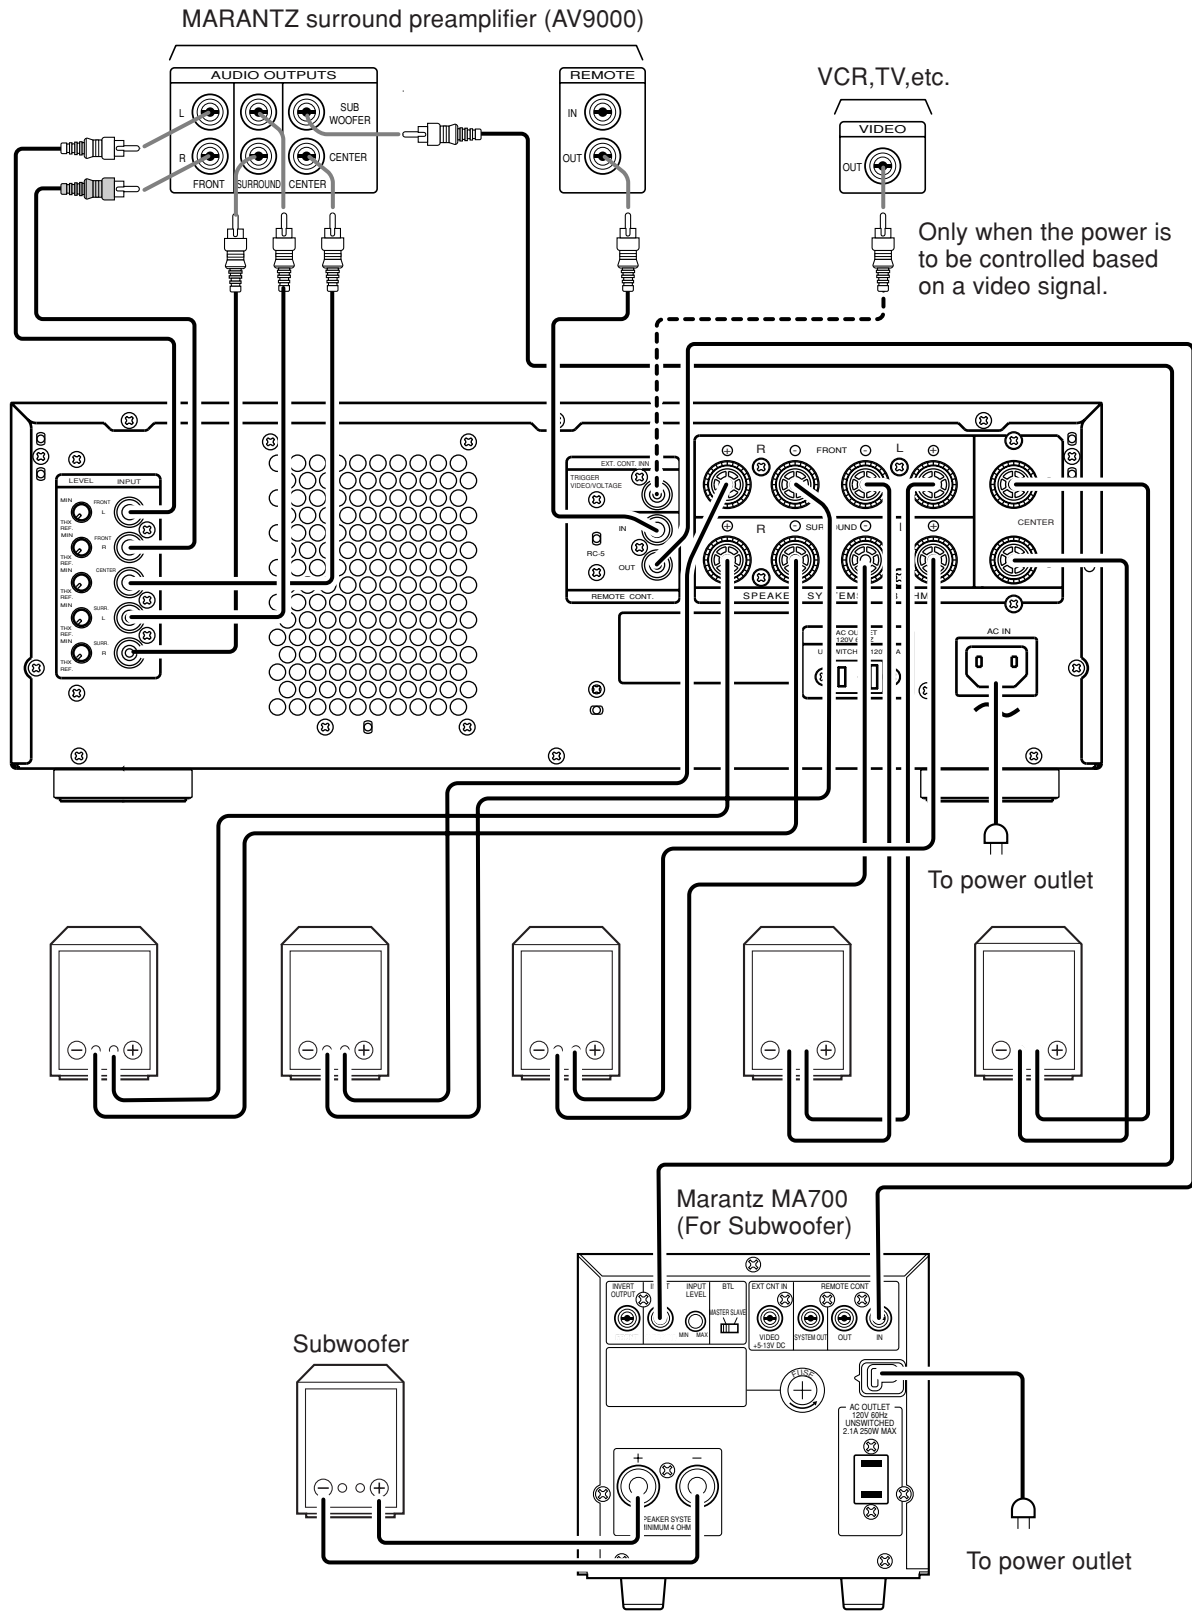 MARANTZ surround preamplifier (AV9000)
AUDIO OUTPUTS
L
SUB
WOOFER
R
CENTER
FRONT
SURROUND
CENTER
REMOTE
IN
OUT
VCR,TV,etc.
VIDEO
OUT
Only when the power is
to be controlled based
on a video signal.
LEVEL
INPUT
MIN
FRONT
L
THX
REF.
MIN
FRONT
R
THX
REF.
MIN
CENTER
THX
REF.
MIN
SURR.
L
THX
REF.
MIN
SURR.
R
THX
REF.
EXT. CONT. INN
TRIGGER
VIDEO/VOLTAGE
IN
RC-5
OUT
REMOTE CONT.
+ R - FRONT - L +
+ R - - +
CENTER
120V
AC IN
To power outlet
- +
- +
- +
- +
- +
Marantz MA700
(For Subwoofer)
INVERT
OUTPUT
INPUT
LEVEL
MIN MAX
BTL
MASTER SLAVE
EXT CNT IN
VIDEO
+5-13V DC
REMOTE CONT
SYSTEM OUT
OUT
IN
FUSE
AC OUTLET
120V 60Hz
UNSWITCHED
2.1A 250W MAX
+ -
MINIMUM 4 OHM
Subwoofer
- +
To power outlet